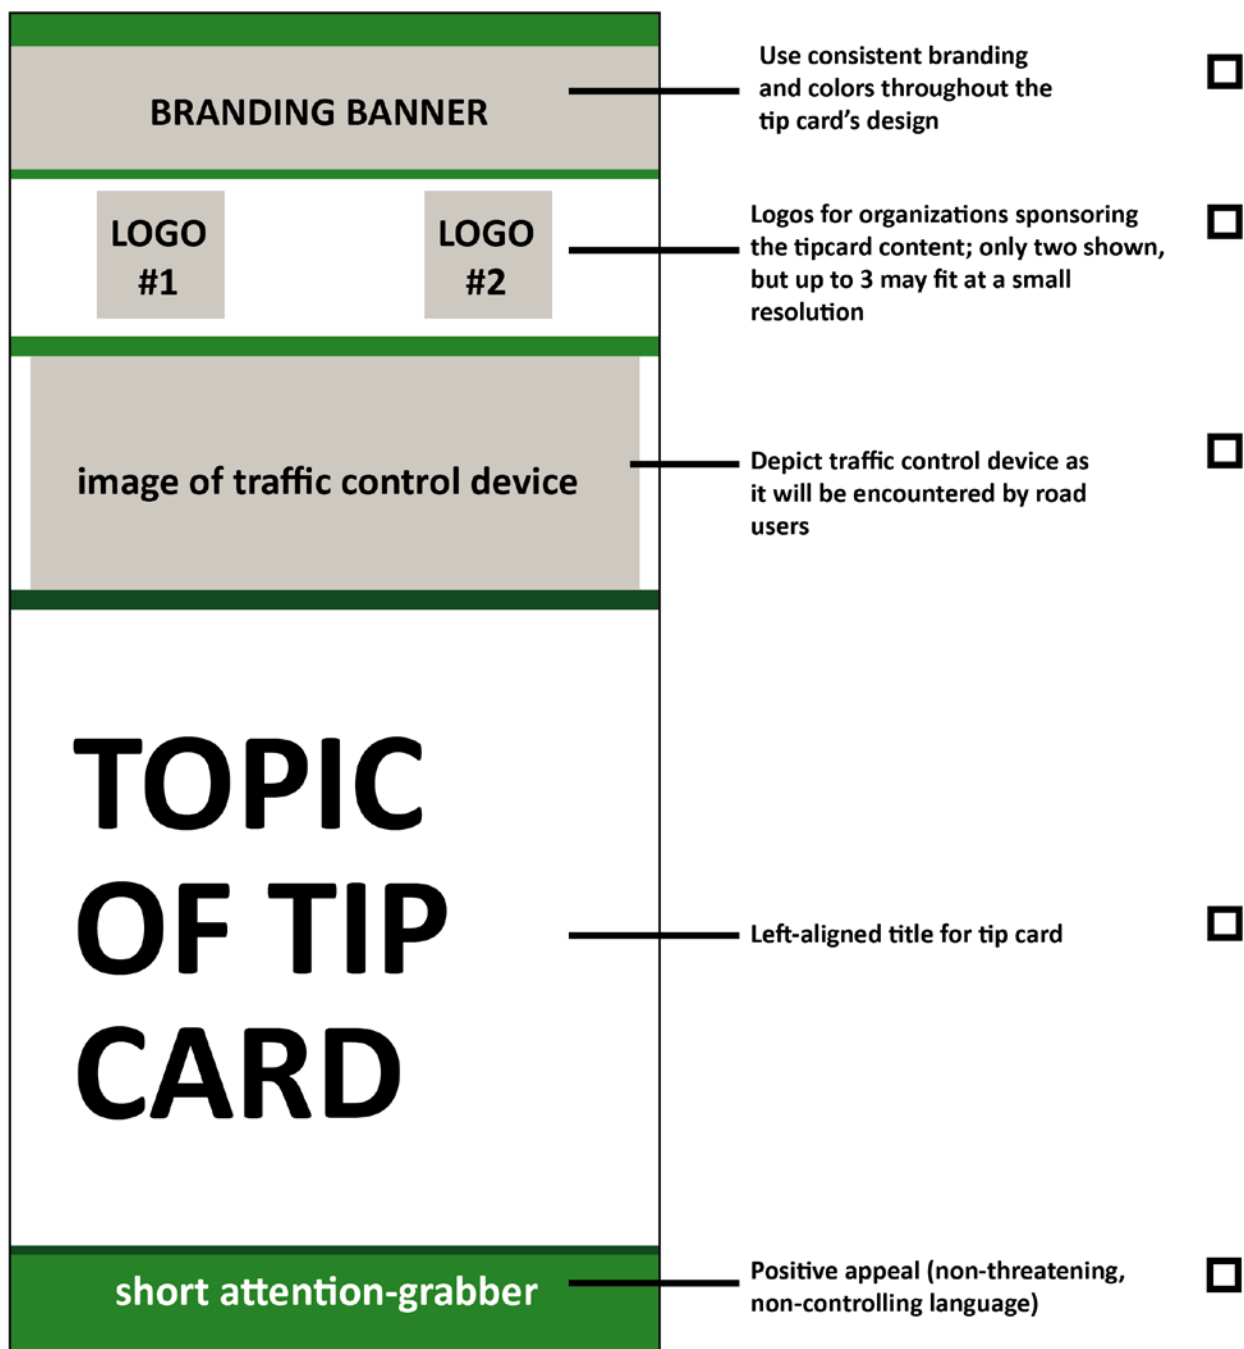 BRANDING BANNER
Use consistent branding
and colors throughout the
tip card's design
LOGO
#1
LOGO
#2
Logos for organizations sponsoring
the tipcard content; only two shown,
but up to 3 may fit at a small
resolution
image of traffic control device
Depict traffic control device as
it will be encountered by road
users
TOPIC
OF TIP
CARD
Left-aligned title for tip card
short attention-grabber
Positive appeal (non-threatening,
non-controlling language)